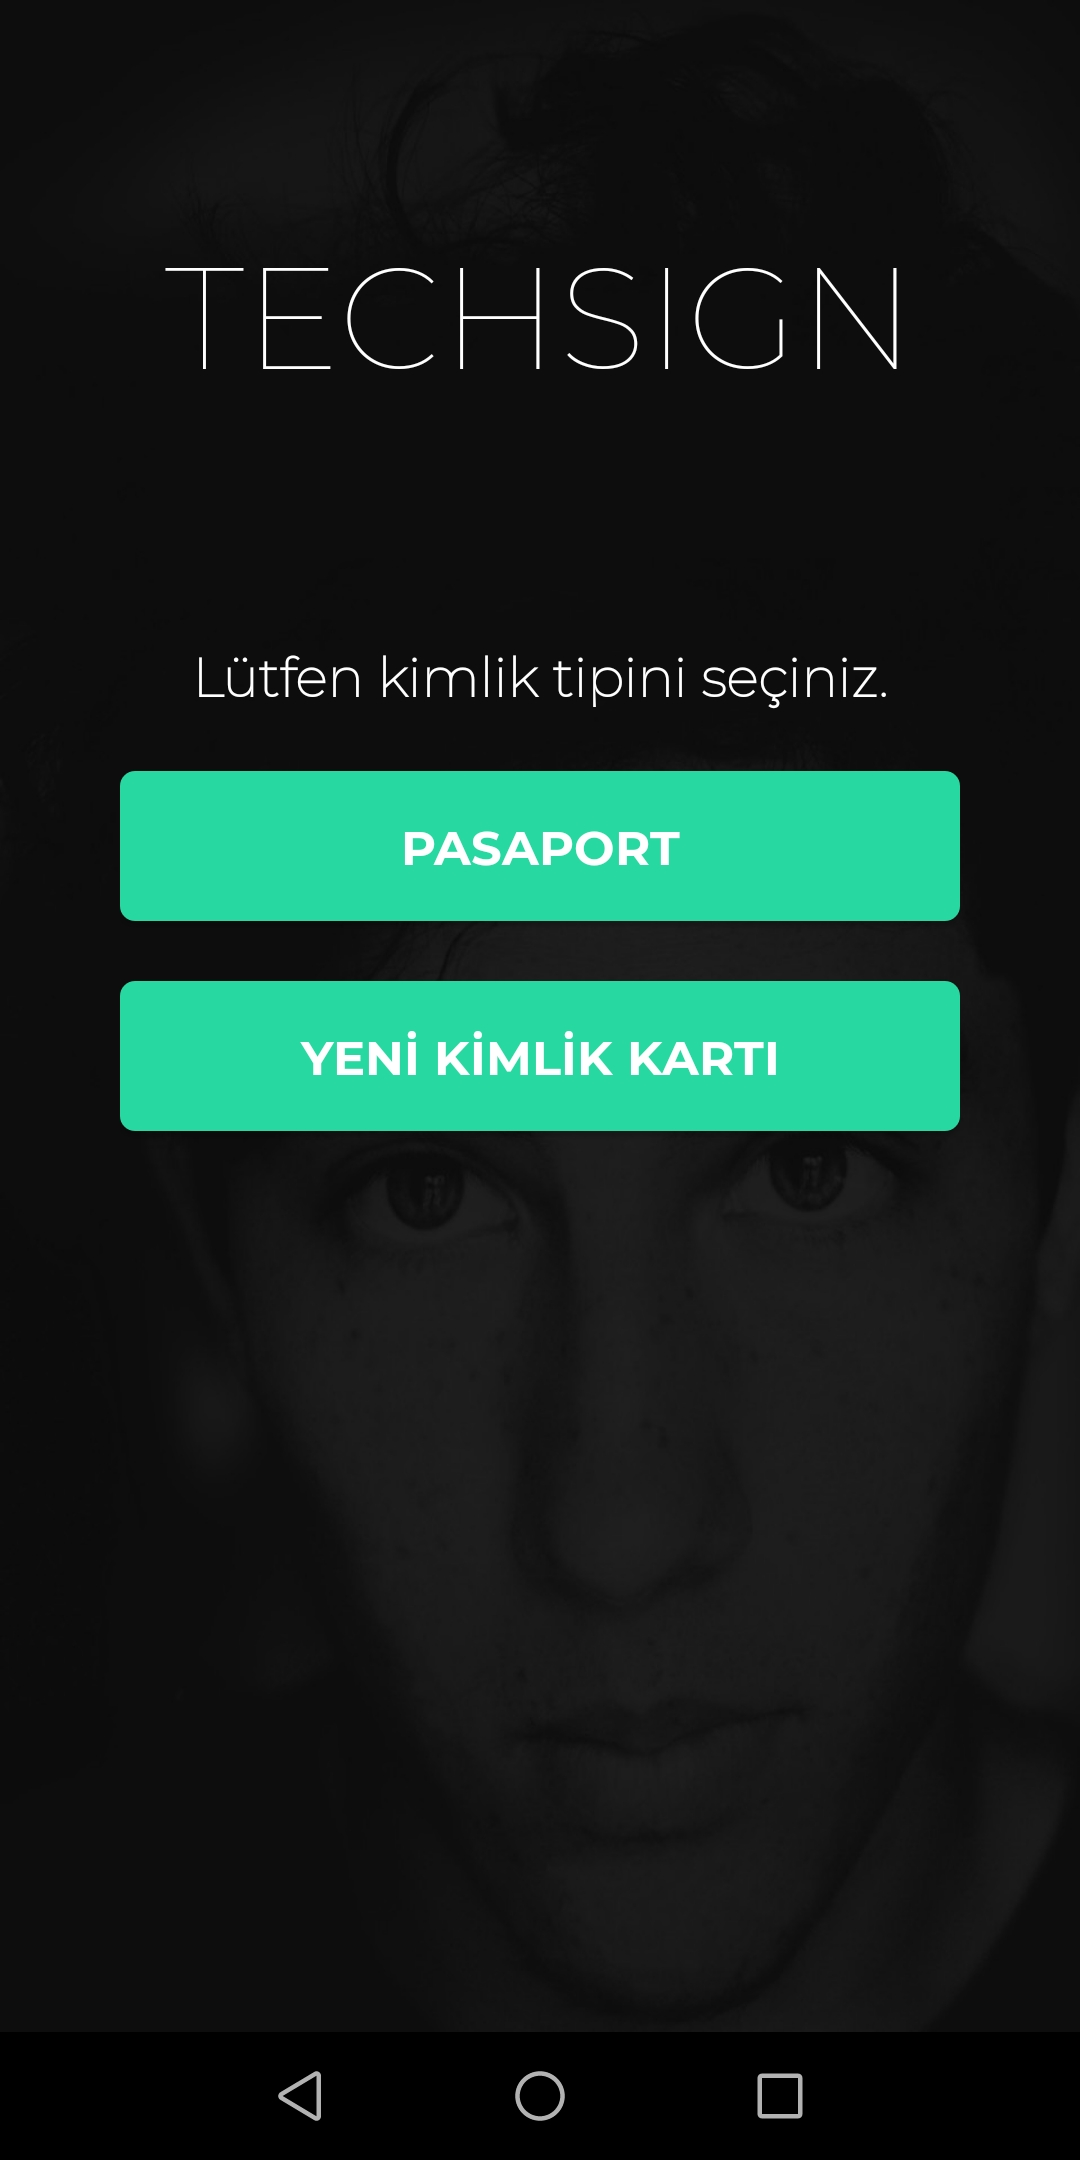 TECHSIGN
Lütfen kimlik tipini seçiniz.
PASAPORT
YENİ KİMLİK KARTI